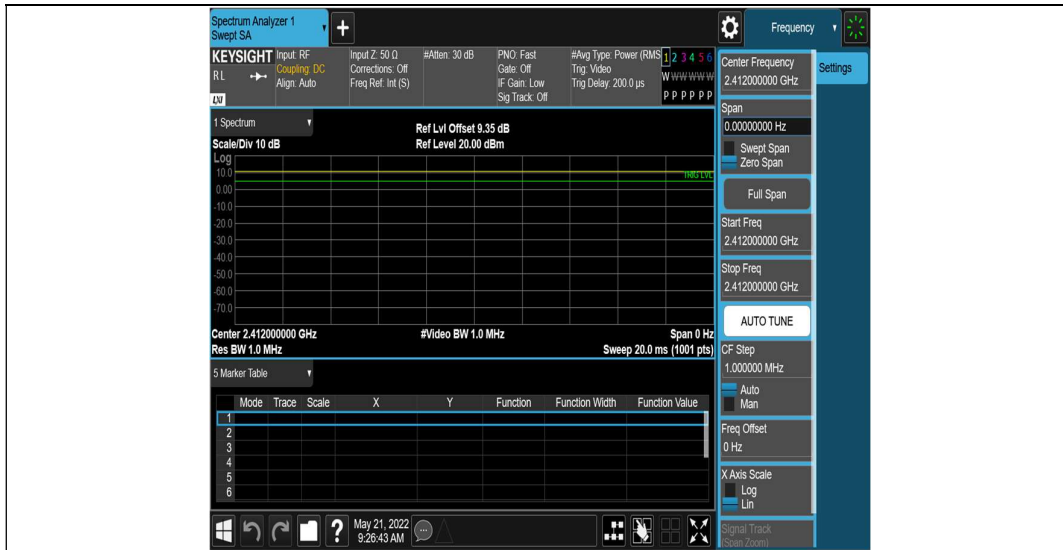 Spectrum Analyzer 1
Swept SA
Frequency
KEYSIGHT
RL
LXI
Input: RF
Coupling: DC
Align: Auto
Input Z: 50 Ω
Corrections: Off
Freq Ref: Int (S)
#Atten: 30 dB
PNO: Fast
Gate: Off
IF Gain: Low
Sig Track: Off
#Avg Type: Power (RMS
Trig: Video
Trig Delay: 200.0 µs
1 2 3 4 5 6
W W W W W W
P P P P P P
1 Spectrum
Scale/Div 10 dB
Ref Lvl Offset 9.35 dB
Ref Level 20.00 dBm
Log
10.0
TRIG LVL
0.00
-10.0
-20.0
-30.0
-40.0
-50.0
-60.0
-70.0
Center 2.412000000 GHz
#Video BW 1.0 MHz
Span 0 Hz
Res BW 1.0 MHz
Sweep 20.0 ms (1001 pts)
5 Marker Table
Mode Trace Scale X Y Function Function Width Function Value
1
2
3
4
5
6
?
May 21, 2022
9:26:43 AM
Center Frequency
2.412000000 GHz
Settings
Span
0.00000000 Hz
Swept Span
Zero Span
Full Span
Start Freq
2.412000000 GHz
Stop Freq
2.412000000 GHz
AUTO TUNE
CF Step
1.000000 MHz
Auto
Man
Freq Offset
0 Hz
X Axis Scale
Log
Lin
Signal Track
(Span Zoom)